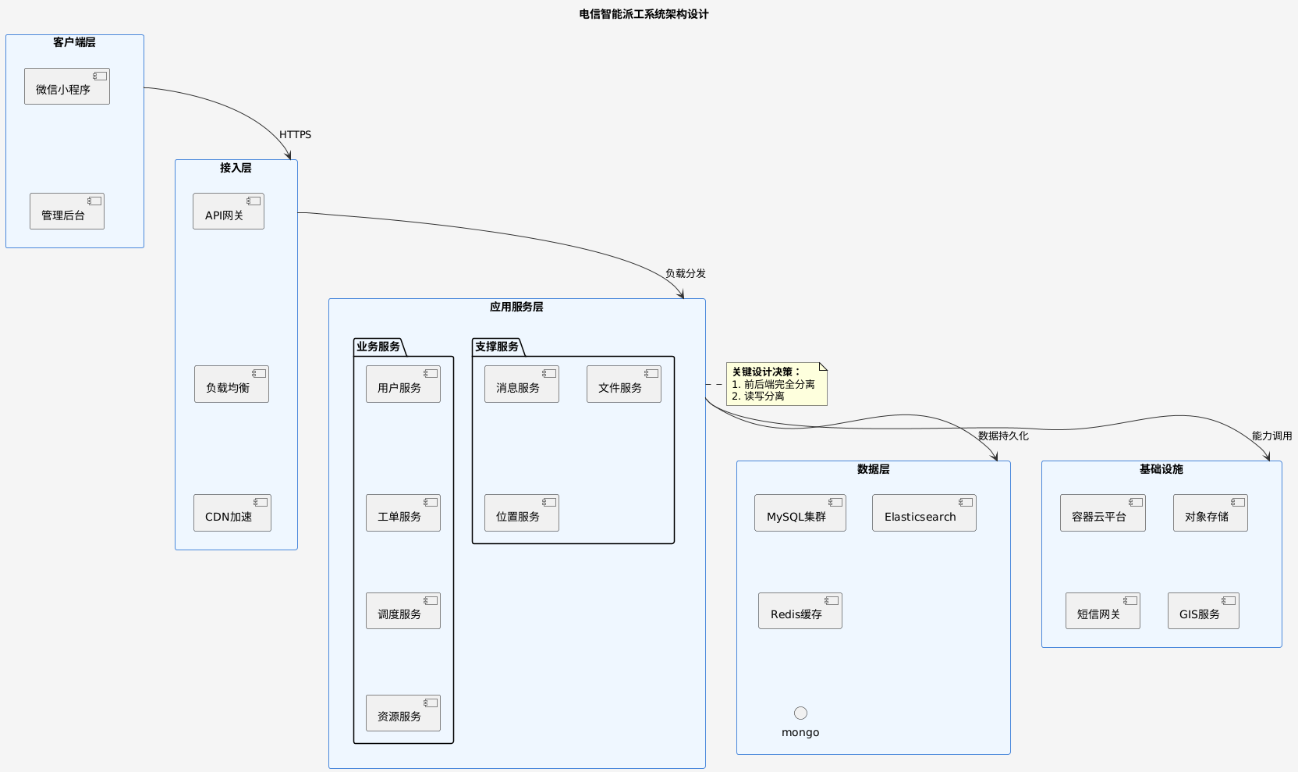 电信智能派工系统架构设计
客户端层
微信小程序
管理后台
HTTPS
接入层
API网关
负载均衡
CDN加速
负载分发
应用服务层
业务服务
用户服务
工单服务
调度服务
资源服务
支撑服务
消息服务
文件服务
位置服务
关键设计决策：
1. 前后端完全分离
2. 读写分离
数据持久化
能力调用
数据层
MySQL集群
Elasticsearch
Redis缓存
mongo
基础设施
容器云平台
对象存储
短信网关
GIS服务